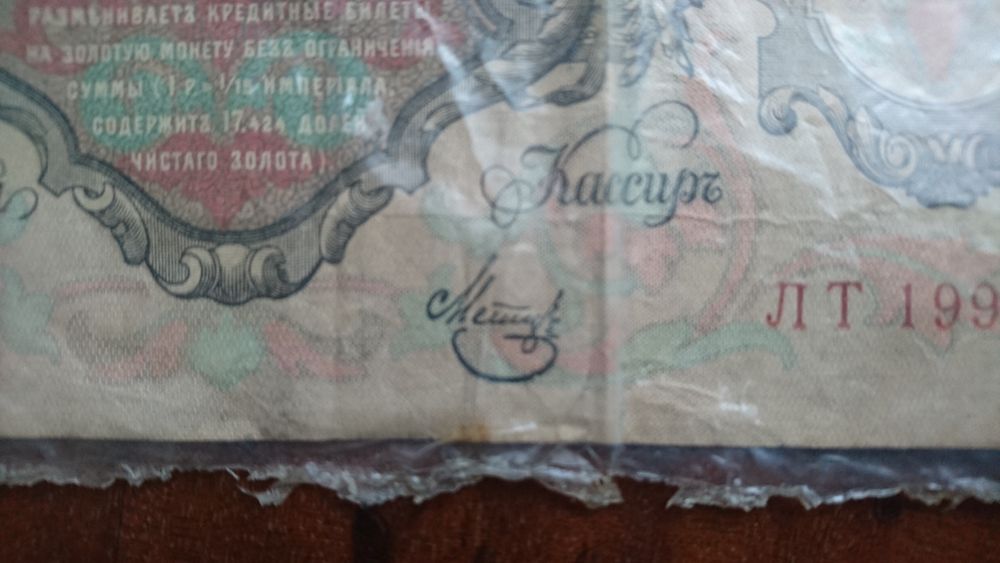 РАЗМѢНИВАЕТЪ КРЕДИТНЫЕ БИЛЕТЫ
НА ЗОЛОТУЮ МОНЕТУ БЕЗЪ ОГРАНИЧЕНІЯ
СУММЫ (1 Р.= 1/15 ИМПЕРІАЛА,
СОДЕРЖИТЪ 17.424 ДОЛЕЙ
ЧИСТАГО ЗОЛОТА)
Кассиръ
ЛТ 199